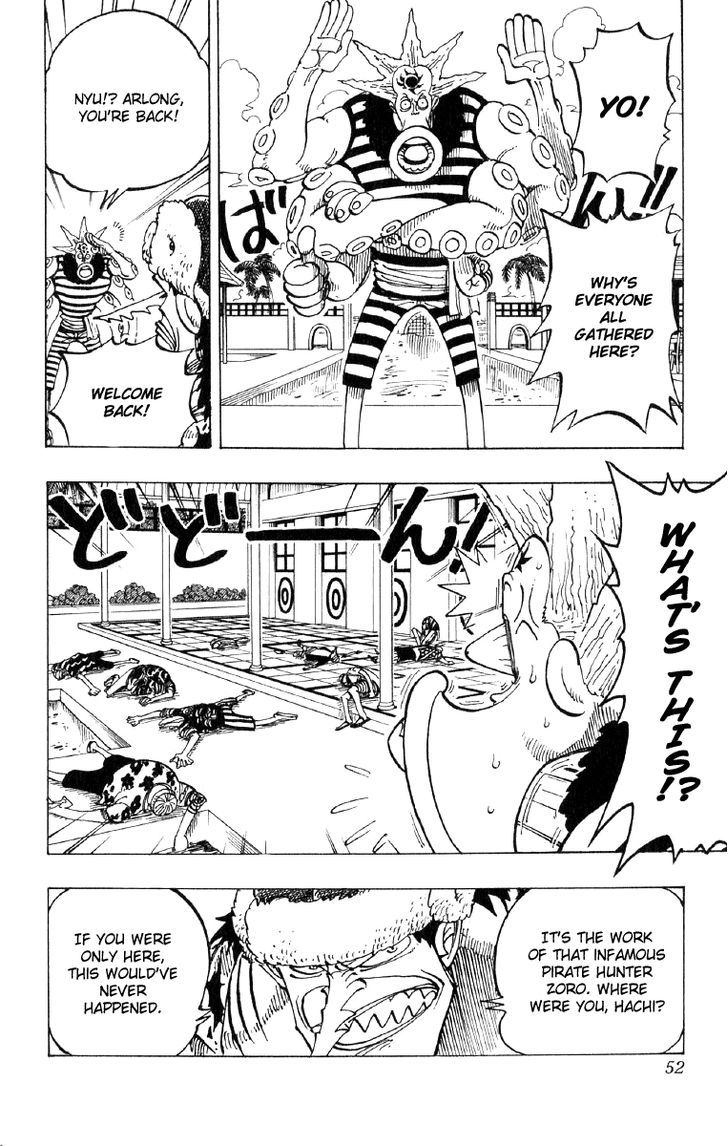 YO!
ばん!!
WHY'S
EVERYONE
ALL
GATHERED
HERE?
NYU!? ARLONG,
YOU'RE BACK!
WELCOME
BACK!
WHAT'S THIS!?
どどーん!
IT'S THE WORK
OF THAT INFAMOUS
PIRATE HUNTER
ZORO. WHERE
WERE YOU, HACHI?
IF YOU WERE
ONLY HERE,
THIS WOULD'VE
NEVER
HAPPENED.
52